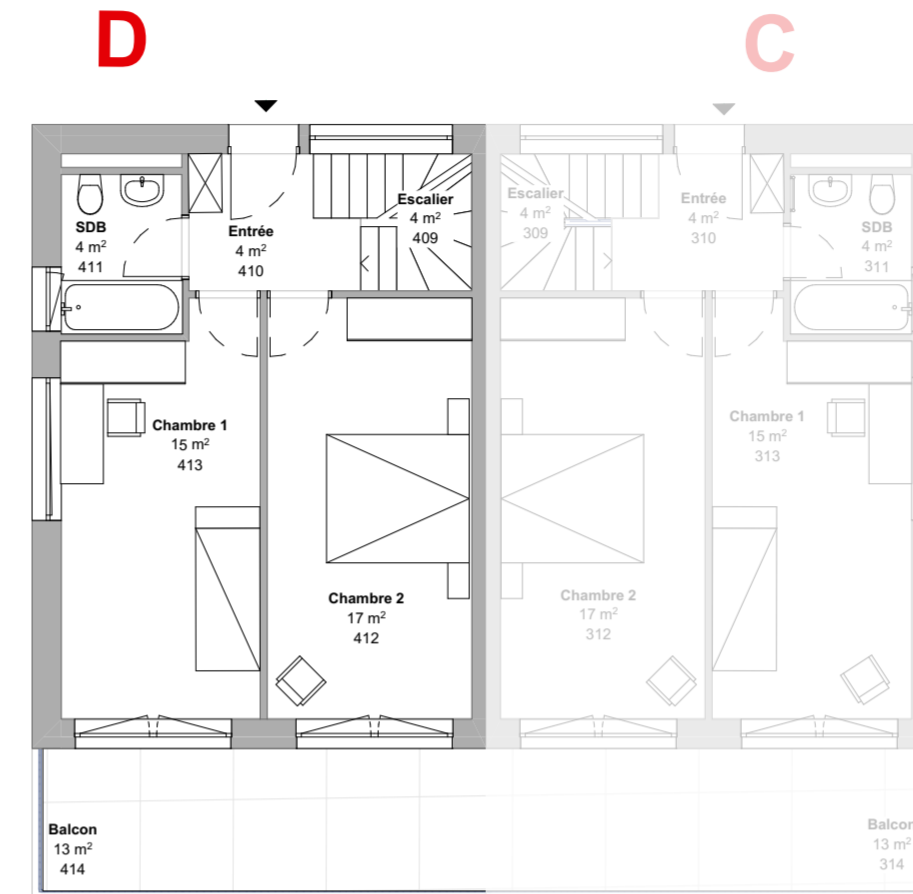 D
C
Escalier
4 m²
409
Escalier
4 m²
309
Entrée
4 m²
310
SDB
4 m²
411
Entrée
4 m²
410
SDB
4 m²
311
Chambre 1
15 m²
413
Chambre 1
15 m²
313
Chambre 2
17 m²
412
Chambre 2
17 m²
312
Balcon
13 m²
414
Balcon
13 m²
314